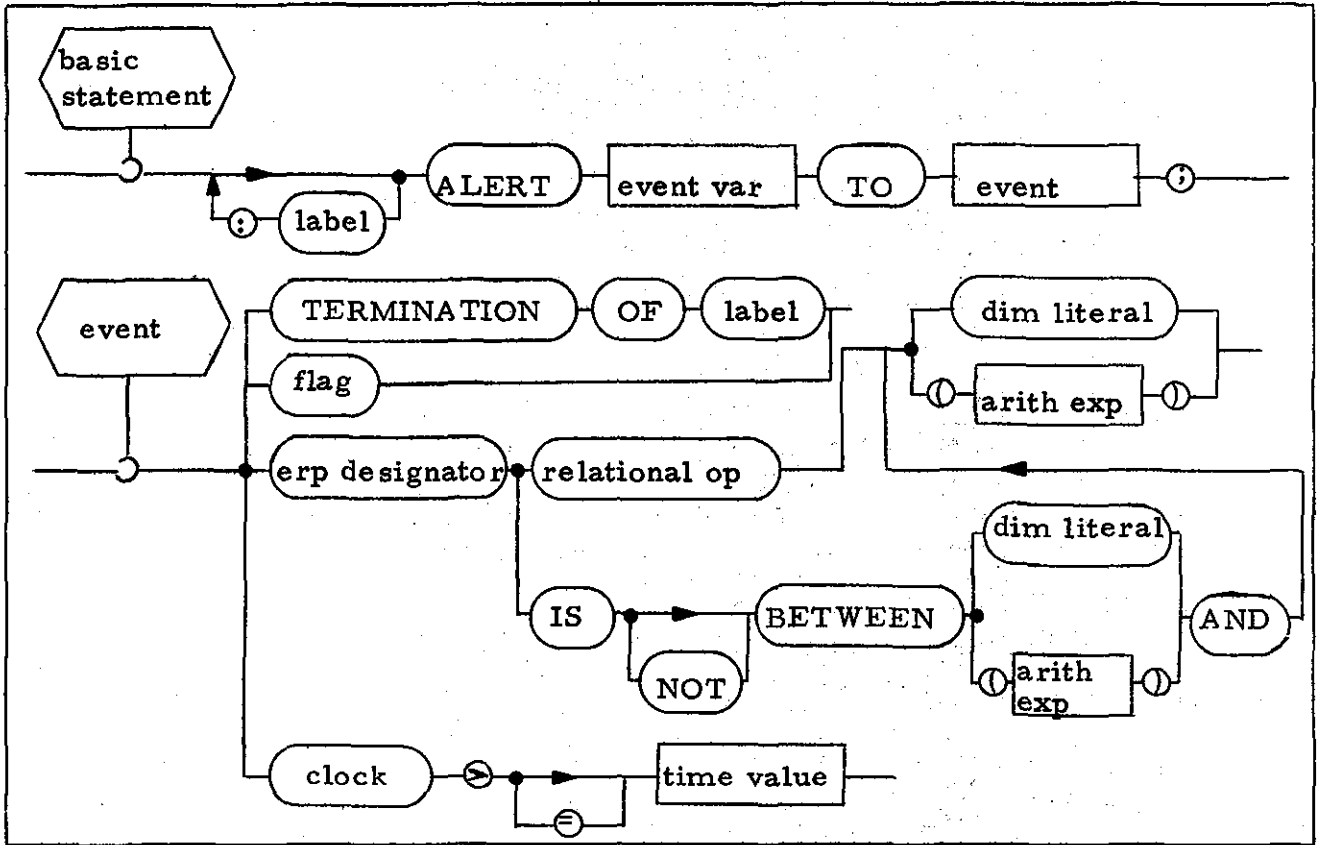 basic
statement
ALERT
event var
TO
event
;
:
label
event
TERMINATION
OF
label
dim literal
flag
(
arith exp
)
erp designator
relational op
dim literal
IS
BETWEEN
AND
NOT
(
arith
exp
)
clock
>
time value
=